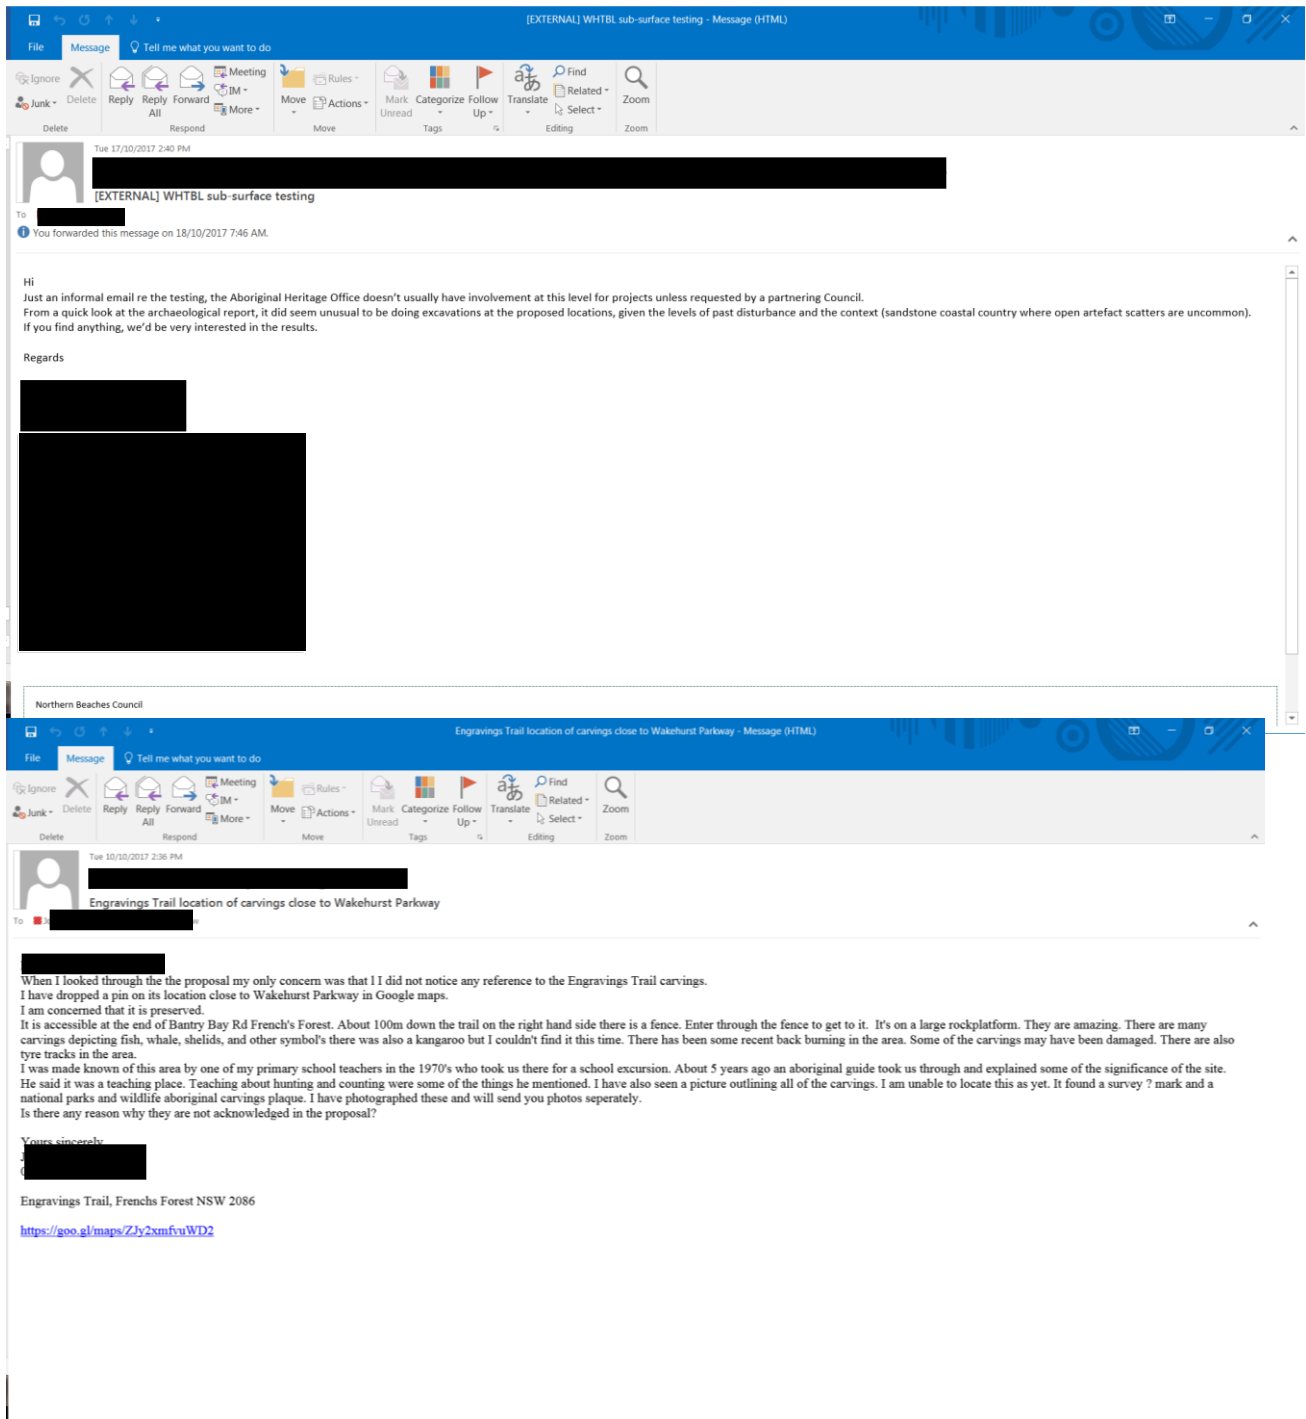 [EXTERNAL] WHTBL sub-surface testing - Message (HTML)
File Message Tell me what you want to do
Ignore Meeting Rules Find
Junk Delete Reply Reply All Forward IM More Move Actions Mark Unread Categorize Follow Up Translate Related Select Zoom
Delete Respond Move Tags Editing Zoom
Tue 17/10/2017 2:40 PM
[EXTERNAL] WHTBL sub-surface testing
To
You forwarded this message on 18/10/2017 7:46 AM.
Hi
Just an informal email re the testing, the Aboriginal Heritage Office doesn't usually have involvement at this level for projects unless requested by a partnering Council.
From a quick look at the archaeological report, it did seem unusual to be doing excavations at the proposed locations, given the levels of past disturbance and the context (sandstone coastal country where open artefact scatters are uncommon).
If you find anything, we'd be very interested in the results.
Regards
Northern Beaches Council
Engravings Trail location of carvings close to Wakehurst Parkway - Message (HTML)
File Message Tell me what you want to do
Ignore Meeting Rules Find
Junk Delete Reply Reply All Forward IM More Move Actions Mark Unread Categorize Follow Up Translate Related Select Zoom
Delete Respond Move Tags Editing Zoom
Tue 10/10/2017 2:36 PM
Engravings Trail location of carvings close to Wakehurst Parkway
To
When I looked through the the proposal my only concern was that l I did not notice any reference to the Engravings Trail carvings.
I have dropped a pin on its location close to Wakehurst Parkway in Google maps.
I am concerned that it is preserved.
It is accessible at the end of Bantry Bay Rd French's Forest. About 100m down the trail on the right hand side there is a fence. Enter through the fence to get to it. It's on a large rockplatform. They are amazing. There are many
carvings depicting fish, whale, shelids, and other symbol's there was also a kangaroo but I couldn't find it this time. There has been some recent back burning in the area. Some of the carvings may have been damaged. There are also
tyre tracks in the area.
I was made known of this area by one of my primary school teachers in the 1970's who took us there for a school excursion. About 5 years ago an aboriginal guide took us through and explained some of the significance of the site.
He said it was a teaching place. Teaching about hunting and counting were some of the things he mentioned. I have also seen a picture outlining all of the carvings. I am unable to locate this as yet. It found a survey ? mark and a
national parks and wildlife aboriginal carvings plaque. I have photographed these and will send you photos seperately.
Is there any reason why they are not acknowledged in the proposal?
Yours sincerely
Engravings Trail, Frenchs Forest NSW 2086
https://goo.gl/maps/ZJy2xmfvuWD2